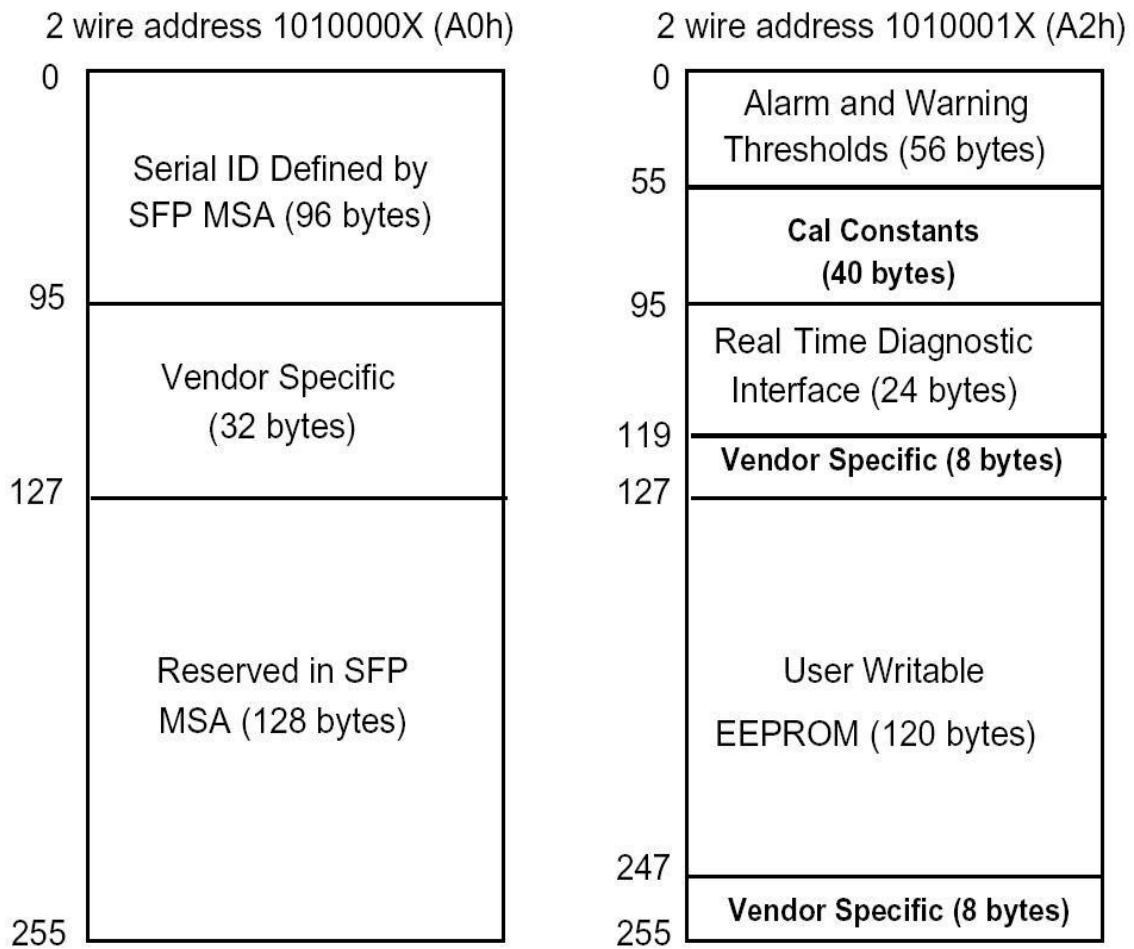 2 wire address 1010000X (A0h)
0
Serial ID Defined by
SFP MSA (96 bytes)
95
Vendor Specific
(32 bytes)
127
Reserved in SFP
MSA (128 bytes)
255
2 wire address 1010001X (A2h)
0
Alarm and Warning
Thresholds (56 bytes)
55
Cal Constants
(40 bytes)
95
Real Time Diagnostic
Interface (24 bytes)
119
Vendor Specific (8 bytes)
127
User Writable
EEPROM (120 bytes)
247
Vendor Specific (8 bytes)
255